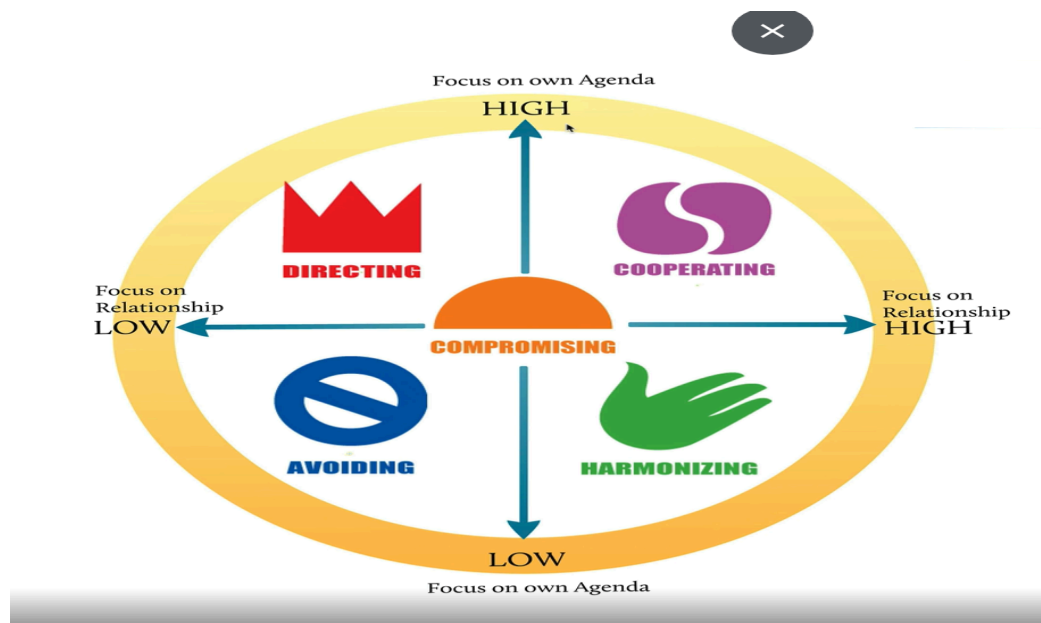 Focus on own Agenda
HIGH
DIRECTING
COOPERATING
Focus on
Relationship
LOW
COMPROMISING
Focus on
Relationship
HIGH
AVOIDING
HARMONIZING
LOW
Focus on own Agenda